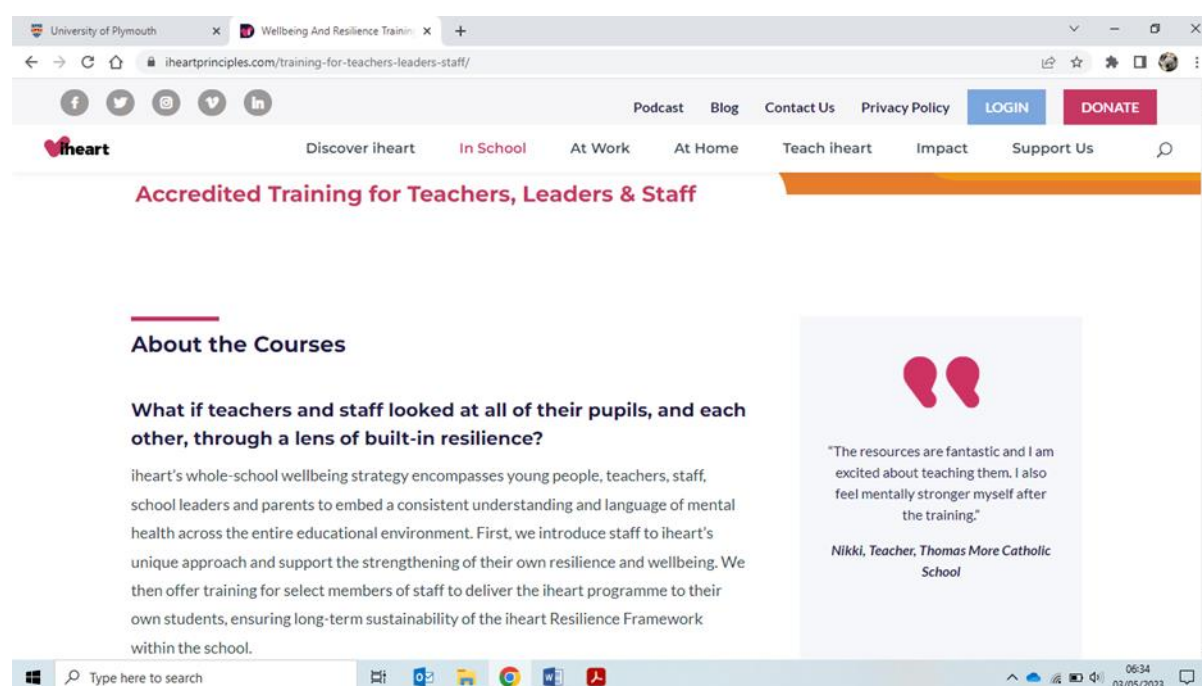 University of Plymouth
Wellbeing And Resilience Trainin
iheartprinciples.com/training-for-teachers-leaders-staff/
Podcast Blog Contact Us Privacy Policy LOGIN DONATE
iheart Discover iheart In School At Work At Home Teach iheart Impact Support Us
Accredited Training for Teachers, Leaders & Staff
About the Courses
What if teachers and staff looked at all of their pupils, and each
other, through a lens of built-in resilience?
iheart's whole-school wellbeing strategy encompasses young people, teachers, staff,
school leaders and parents to embed a consistent understanding and language of mental
health across the entire educational environment. First, we introduce staff to iheart's
unique approach and support the strengthening of their own resilience and wellbeing. We
then offer training for select members of staff to deliver the iheart programme to their
own students, ensuring long-term sustainability of the iheart Resilience Framework
within the school.
"The resources are fantastic and I am
excited about teaching them. I also
feel mentally stronger myself after
the training."
Nikki, Teacher, Thomas More Catholic
School
Type here to search
06:34
03/05/2023